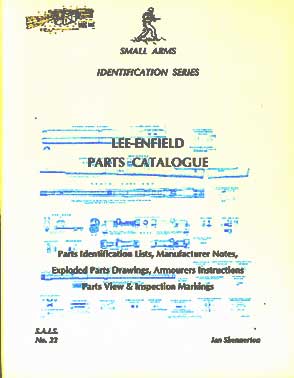 SMALL ARMS
IDENTIFICATION SERIES
LEE-ENFIELD
PARTS CATALOGUE
Parts Identification Lists, Manufacturer Notes,
Exploded Parts Drawings, Armourers Instructions
Parts View & Inspection Markings
S.A.I.S.
No. 22
Ian Skennerton